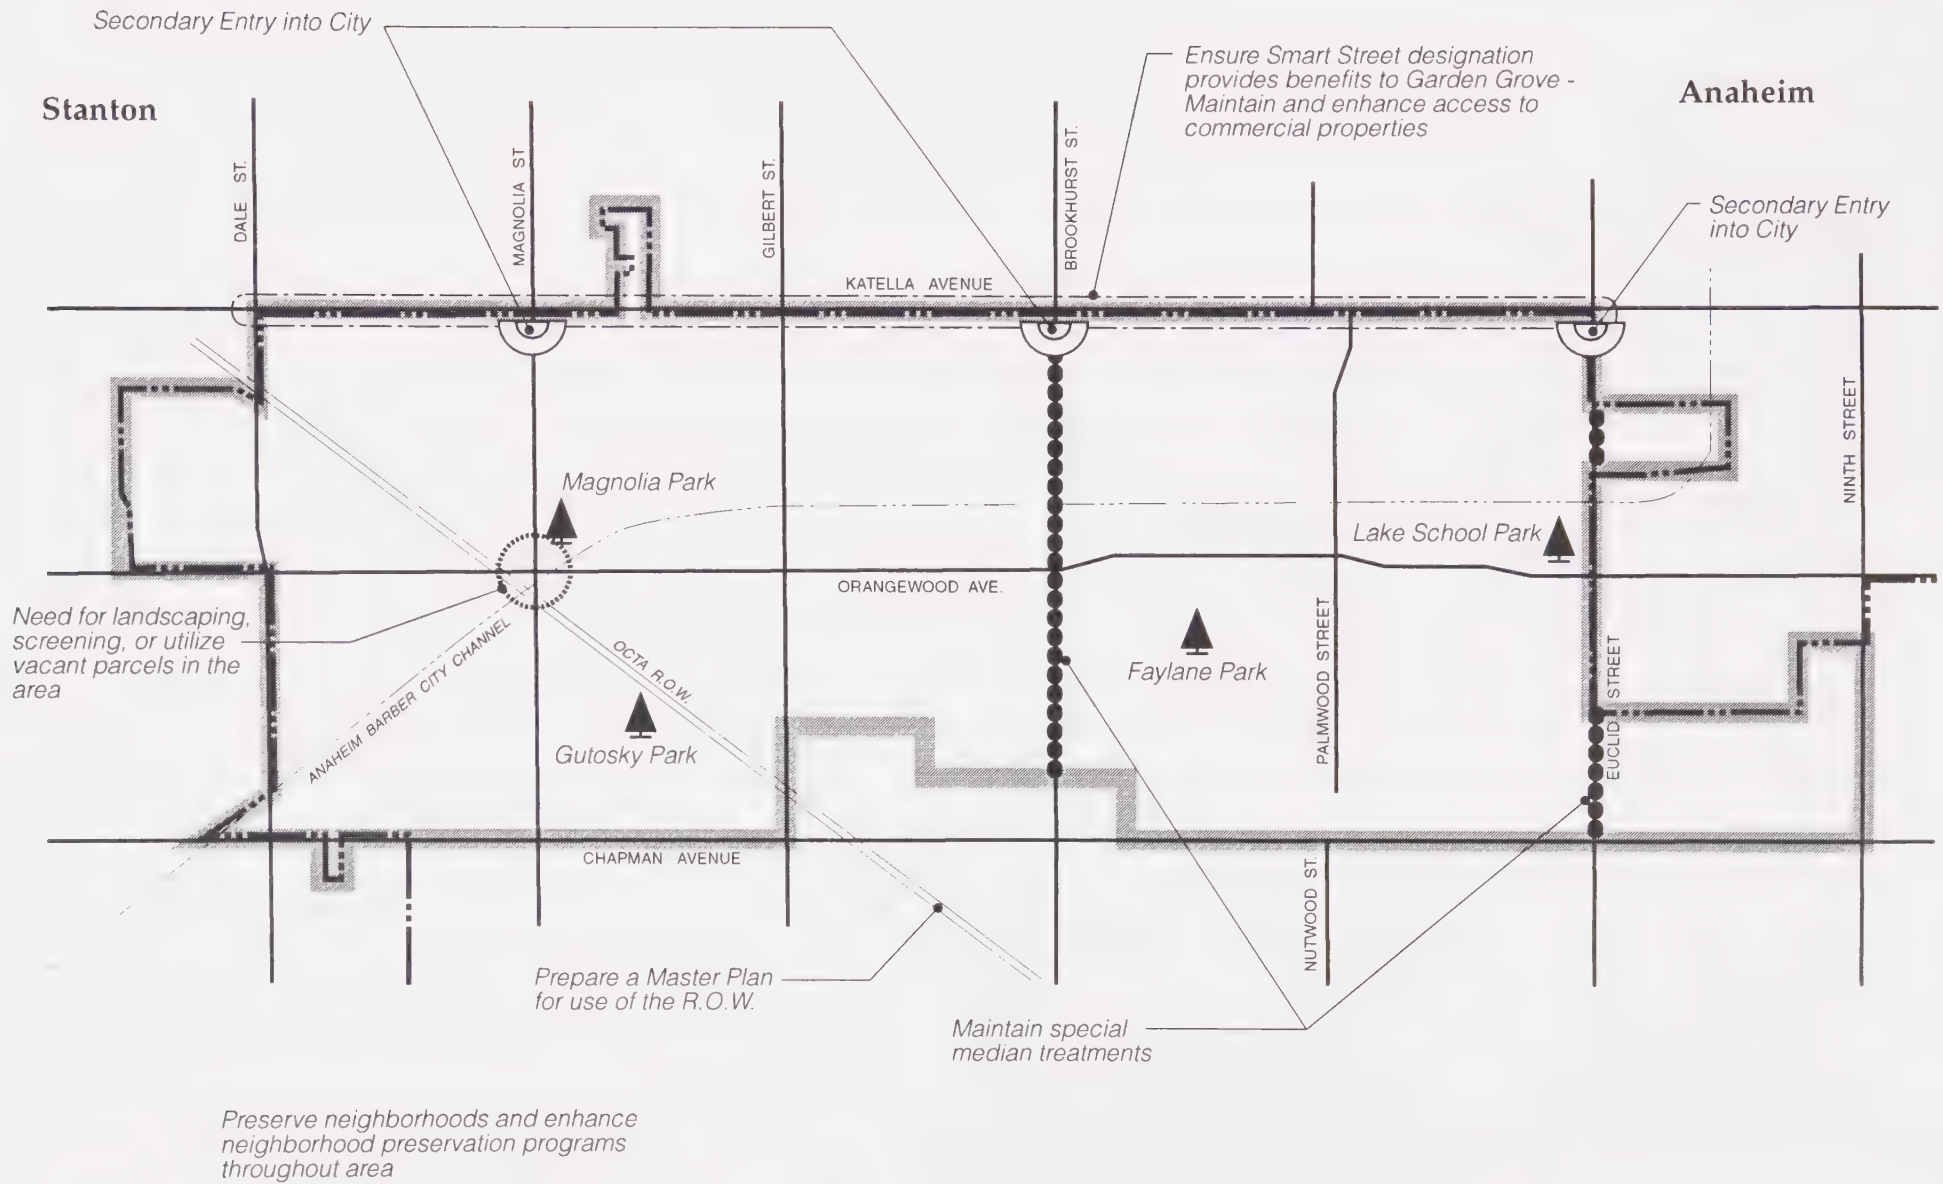 Secondary Entry into City
Ensure Smart Street designation
provides benefits to Garden Grove -
Maintain and enhance access to
commercial properties
Stanton
Anaheim
DALE ST.
MAGNOLIA ST
GILBERT ST.
BROOKHURST ST.
Secondary Entry
into City
KATELLA AVENUE
NINTH STREET
Magnolia Park
Lake School Park
ORANGEWOOD AVE.
Need for landscaping,
screening, or utilize
vacant parcels in the
area
ANAHEIM BARBER CITY CHANNEL
OCTA R.O.W.
Faylane Park
PALMWOOD STREET
EUCLID STREET
Gutosky Park
CHAPMAN AVENUE
NUTWOOD ST.
Prepare a Master Plan
for use of the R.O.W.
Maintain special
median treatments
Preserve neighborhoods and enhance
neighborhood preservation programs
throughout area